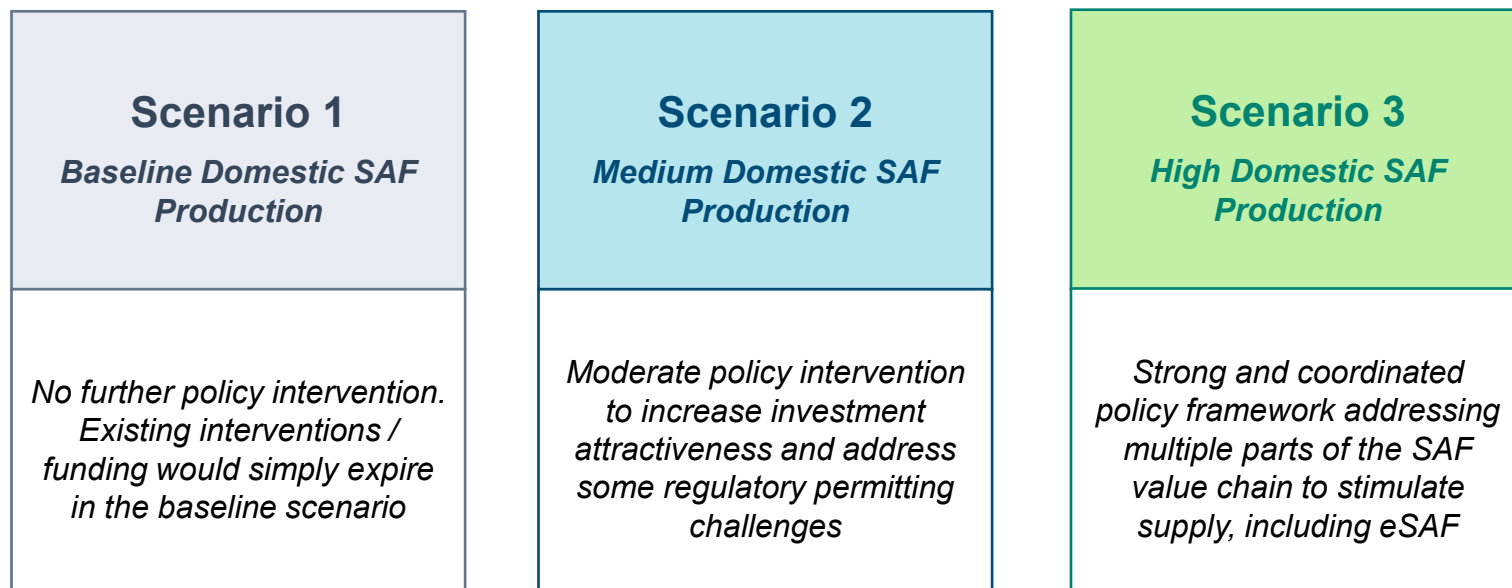 Scenario 1
Baseline Domestic SAF
Production
No further policy intervention.
Existing interventions /
funding would simply expire
in the baseline scenario
Scenario 2
Medium Domestic SAF
Production
Moderate policy intervention
to increase investment
attractiveness and address
some regulatory permitting
challenges
Scenario 3
High Domestic SAF
Production
Strong and coordinated
policy framework addressing
multiple parts of the SAF
value chain to stimulate
supply, including eSAF